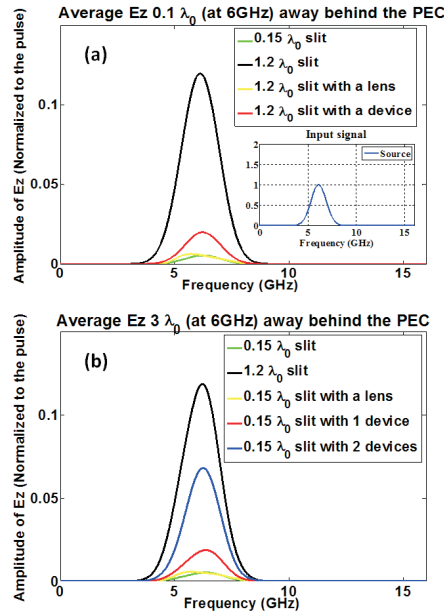 Average Ez 0.1 λ0 (at 6GHz) away behind the PEC
(a)
0.15 λ0 slit
1.2 λ0 slit
1.2 λ0 slit with a lens
1.2 λ0 slit with a device
Input signal
Source
2
1.5
1
0.5
0
0 5 10 15
Frequency (GHz)
Amplitude of Ez (Normalized to the pulse)
0.1
0.05
0
0 5 10 15
Frequency (GHz)
Average Ez 3 λ0 (at 6GHz) away behind the PEC
(b)
0.15 λ0 slit
1.2 λ0 slit
0.15 λ0 slit with a lens
0.15 λ0 slit with 1 device
0.15 λ0 slit with 2 devices
Amplitude of Ez (Normalized to the pulse)
0.1
0.05
0
0 5 10 15
Frequency (GHz)